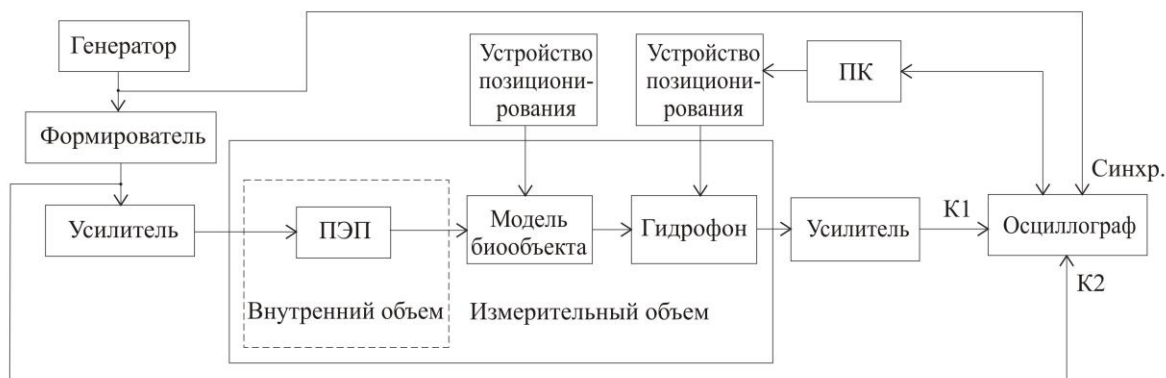 Генератор
Формирователь
Усилитель
Устройство
позициони-
рования
Устройство
позициони-
рования
ПК
ПЭП
Модель
биообъекта
Гидрофон
Усилитель
К1
Синхр.
Осциллограф
К2
Внутренний объем
Измерительный объем